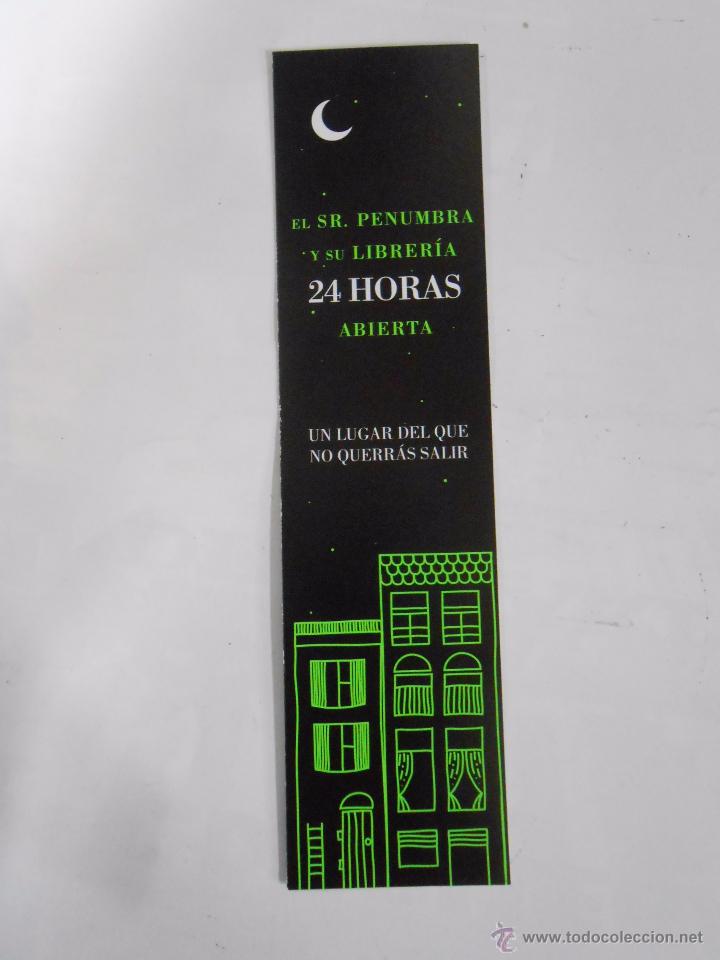 EL SR. PENUMBRA
Y SU LIBRERÍA
24 HORAS
ABIERTA
UN LUGAR DEL QUE
NO QUERRÁS SALIR
© www.todocoleccion.net